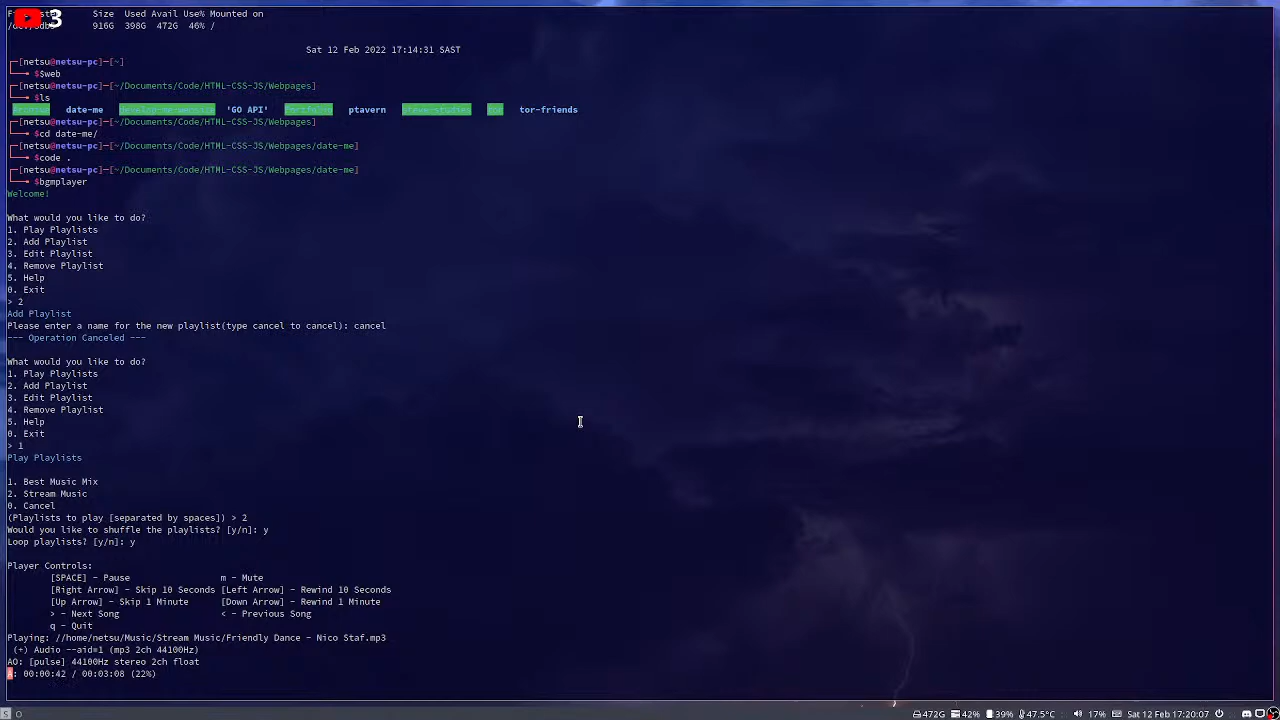 3
Size Used Avail Use% Mounted on
916G 398G 472G 46% /
Sat 12 Feb 2022 17:14:31 SAST
┌─[netsu@netsu-pc]─[~]
└──╼ $$web
┌─[netsu@netsu-pc]─[~/Documents/Code/HTML-CSS-JS/Webpages]
└──╼ $ls
date-me 'GO API' ptavern tor-friends
┌─[netsu@netsu-pc]─[~/Documents/Code/HTML-CSS-JS/Webpages]
└──╼ $cd date-me/
┌─[netsu@netsu-pc]─[~/Documents/Code/HTML-CSS-JS/Webpages/date-me]
└──╼ $code .
┌─[netsu@netsu-pc]─[~/Documents/Code/HTML-CSS-JS/Webpages/date-me]
└──╼ $bgmplayer
Welcome!
What would you like to do?
1. Play Playlists
2. Add Playlist
3. Edit Playlist
4. Remove Playlist
5. Help
0. Exit
> 2
Add Playlist
Please enter a name for the new playlist(type cancel to cancel): cancel
--- Operation Canceled ---
What would you like to do?
1. Play Playlists
2. Add Playlist
3. Edit Playlist
4. Remove Playlist
5. Help
0. Exit
> 1
Play Playlists
1. Best Music Mix
2. Stream Music
0. Cancel
(Playlists to play [separated by spaces]) > 2
Would you like to shuffle the playlists? [y/n]: y
Loop playlists? [y/n]: y
Player Controls:
[SPACE] - Pause m - Mute
[Right Arrow] - Skip 10 Seconds [Left Arrow] - Rewind 10 Seconds
[Up Arrow] - Skip 1 Minute [Down Arrow] - Rewind 1 Minute
> - Next Song < - Previous Song
q - Quit
Playing: //home/netsu/Music/Stream Music/Friendly Dance - Nico Staf.mp3
(+) Audio --aid=1 (mp3 2ch 44100Hz)
AO: [pulse] 44100Hz stereo 2ch float
A: 00:00:42 / 00:03:08 (22%)
S 472G 42% 39% 47.5°C 17% Sat 12 Feb 17:20:07